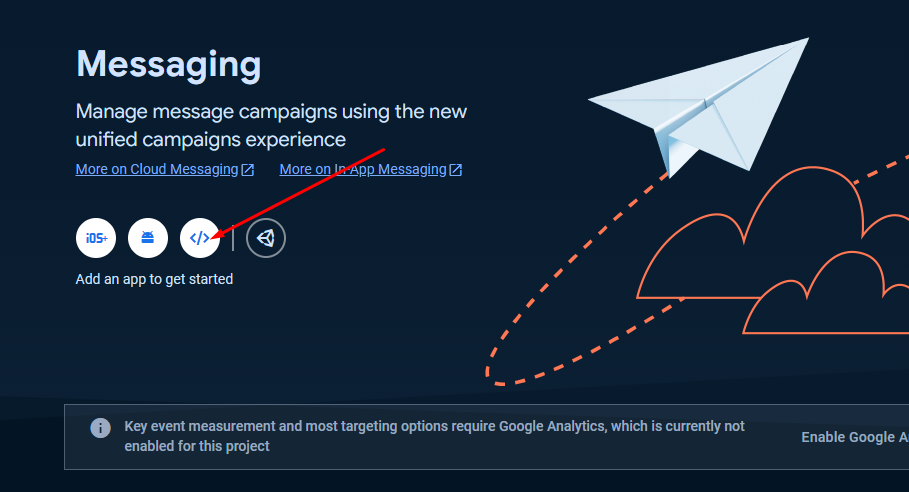 Messaging
Manage message campaigns using the new
unified campaigns experience
More on Cloud Messaging More on In-App Messaging
iOS+ </>
Add an app to get started
Key event measurement and most targeting options require Google Analytics, which is currently not
enabled for this project
Enable Google A